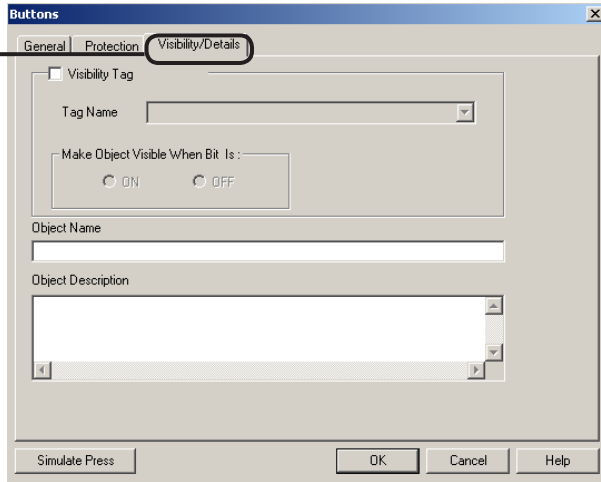 Buttons
General Protection Visibility/Details
Visibility Tag
Tag Name
Make Object Visible When Bit Is :
ON OFF
Object Name
Object Description
Simulate Press OK Cancel Help